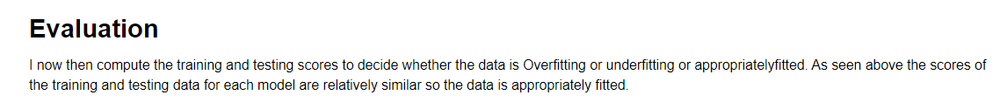 Evaluation
I now then compute the training and testing scores to decide whether the data is Overfitting or underfitting or appropriatelyfitted. As seen above the scores of
the training and testing data for each model are relatively similar so the data is appropriately fitted.